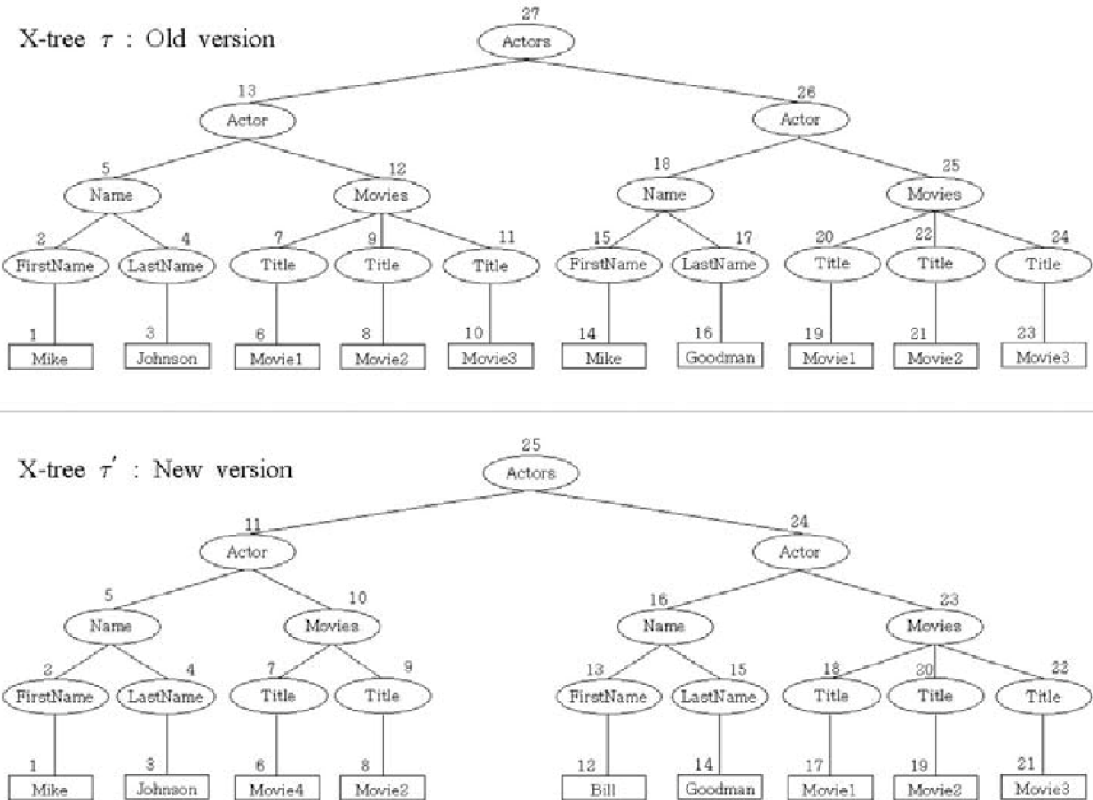 27
X-tree τ : Old version
Actors
13 26
Actor Actor
5 12 18 25
Name Movies Name Movies
2 4 7 9 11 15 17 20 22 24
FirstName LastName Title Title Title FirstName LastName Title Title Title
1 3 6 8 10 14 16 19 21 23
Mike Johnson Movie1 Movie2 Movie3 Mike Goodman Movie1 Movie2 Movie3
25
X-tree τ′ : New version
Actors
11 24
Actor Actor
5 10 16 23
Name Movies Name Movies
2 4 7 9 13 15 18 20 22
FirstName LastName Title Title FirstName LastName Title Title Title
1 3 6 8 12 14 17 19 21
Mike Johnson Movie4 Movie2 Bill Goodman Movie1 Movie2 Movie3